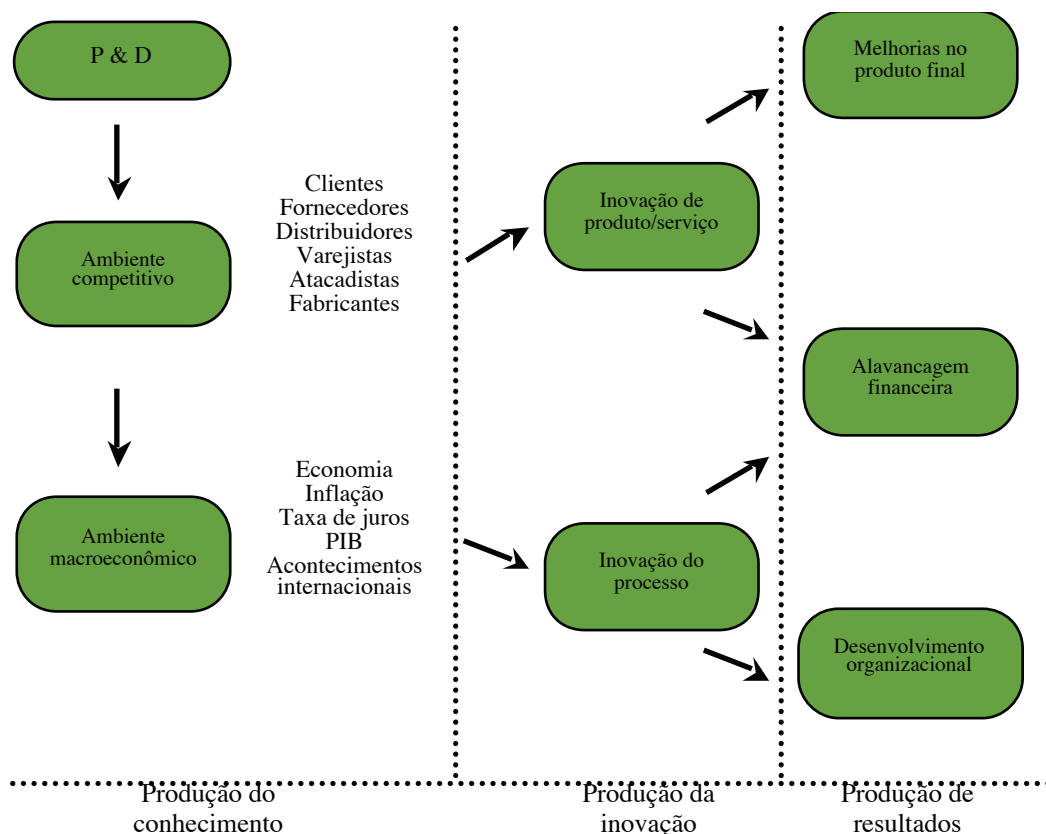 P & D
Ambiente
competitivo
Clientes
Fornecedores
Distribuidores
Varejistas
Atacadistas
Fabricantes
Ambiente
macroeconômico
Economia
Inflação
Taxa de juros
PIB
Acontecimentos
internacionais
Produção do
conhecimento
Inovação de
produto/serviço
Inovação do
processo
Produção da
inovação
Melhorias no
produto final
Alavancagem
financeira
Desenvolvimento
organizacional
Produção de
resultados